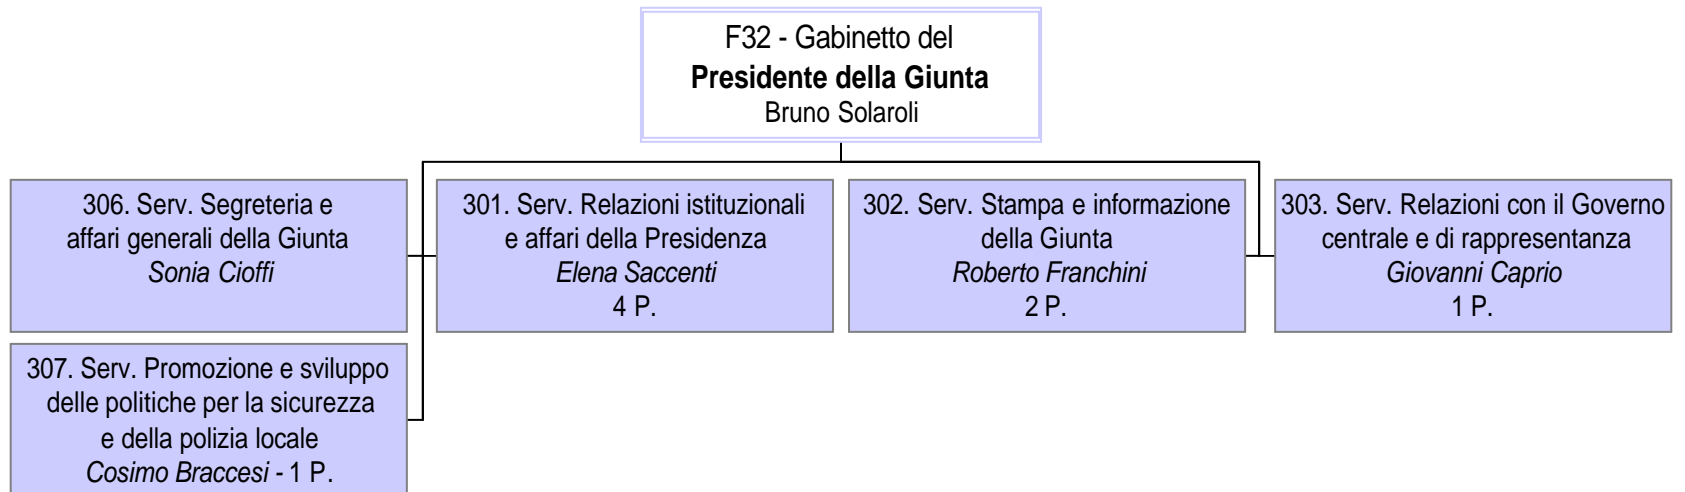 F32 - Gabinetto del
Presidente della Giunta
Bruno Solaroli
306. Serv. Segreteria e
affari generali della Giunta
Sonia Cioffi
301. Serv. Relazioni istituzionali
e affari della Presidenza
Elena Saccenti
4 P.
302. Serv. Stampa e informazione
della Giunta
Roberto Franchini
2 P.
303. Serv. Relazioni con il Governo
centrale e di rappresentanza
Giovanni Caprio
1 P.
307. Serv. Promozione e sviluppo
delle politiche per la sicurezza
e della polizia locale
Cosimo Braccesi - 1 P.